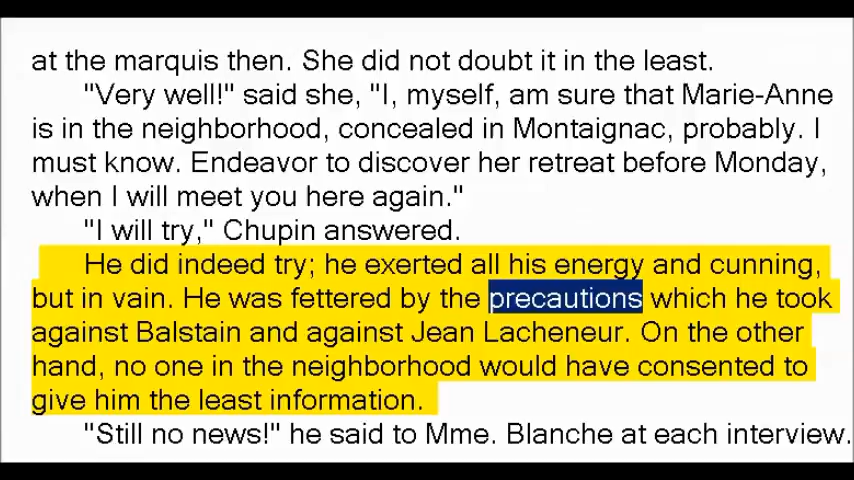 at the marquis then. She did not doubt it in the least.
"Very well!" said she, "I, myself, am sure that Marie-Anne
is in the neighborhood, concealed in Montaignac, probably. I
must know. Endeavor to discover her retreat before Monday,
when I will meet you here again."
"I will try," Chupin answered.
He did indeed try; he exerted all his energy and cunning,
but in vain. He was fettered by the precautions which he took
against Balstain and against Jean Lacheneur. On the other
hand, no one in the neighborhood would have consented to
give him the least information.
"Still no news!" he said to Mme. Blanche at each interview.